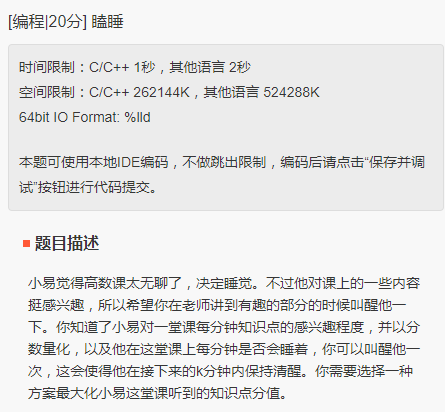 [编程|20分] 瞌睡
时间限制：C/C++ 1秒，其他语言 2秒
空间限制：C/C++ 262144K，其他语言 524288K
64bit IO Format: %lld
本题可使用本地IDE编码，不做跳出限制，编码后请点击“保存并调
试”按钮进行代码提交。
题目描述
小易觉得高数课太无聊了，决定睡觉。不过他对课上的一些内容
挺感兴趣，所以希望你在老师讲到有趣的部分的时候叫醒他一
下。你知道了小易对一堂课每分钟知识点的感兴趣程度，并以分
数量化，以及他在这堂课上每分钟是否会睡着，你可以叫醒他一
次，这会使得他在接下来的k分钟内保持清醒。你需要选择一种
方案最大化小易这堂课听到的知识点分值。